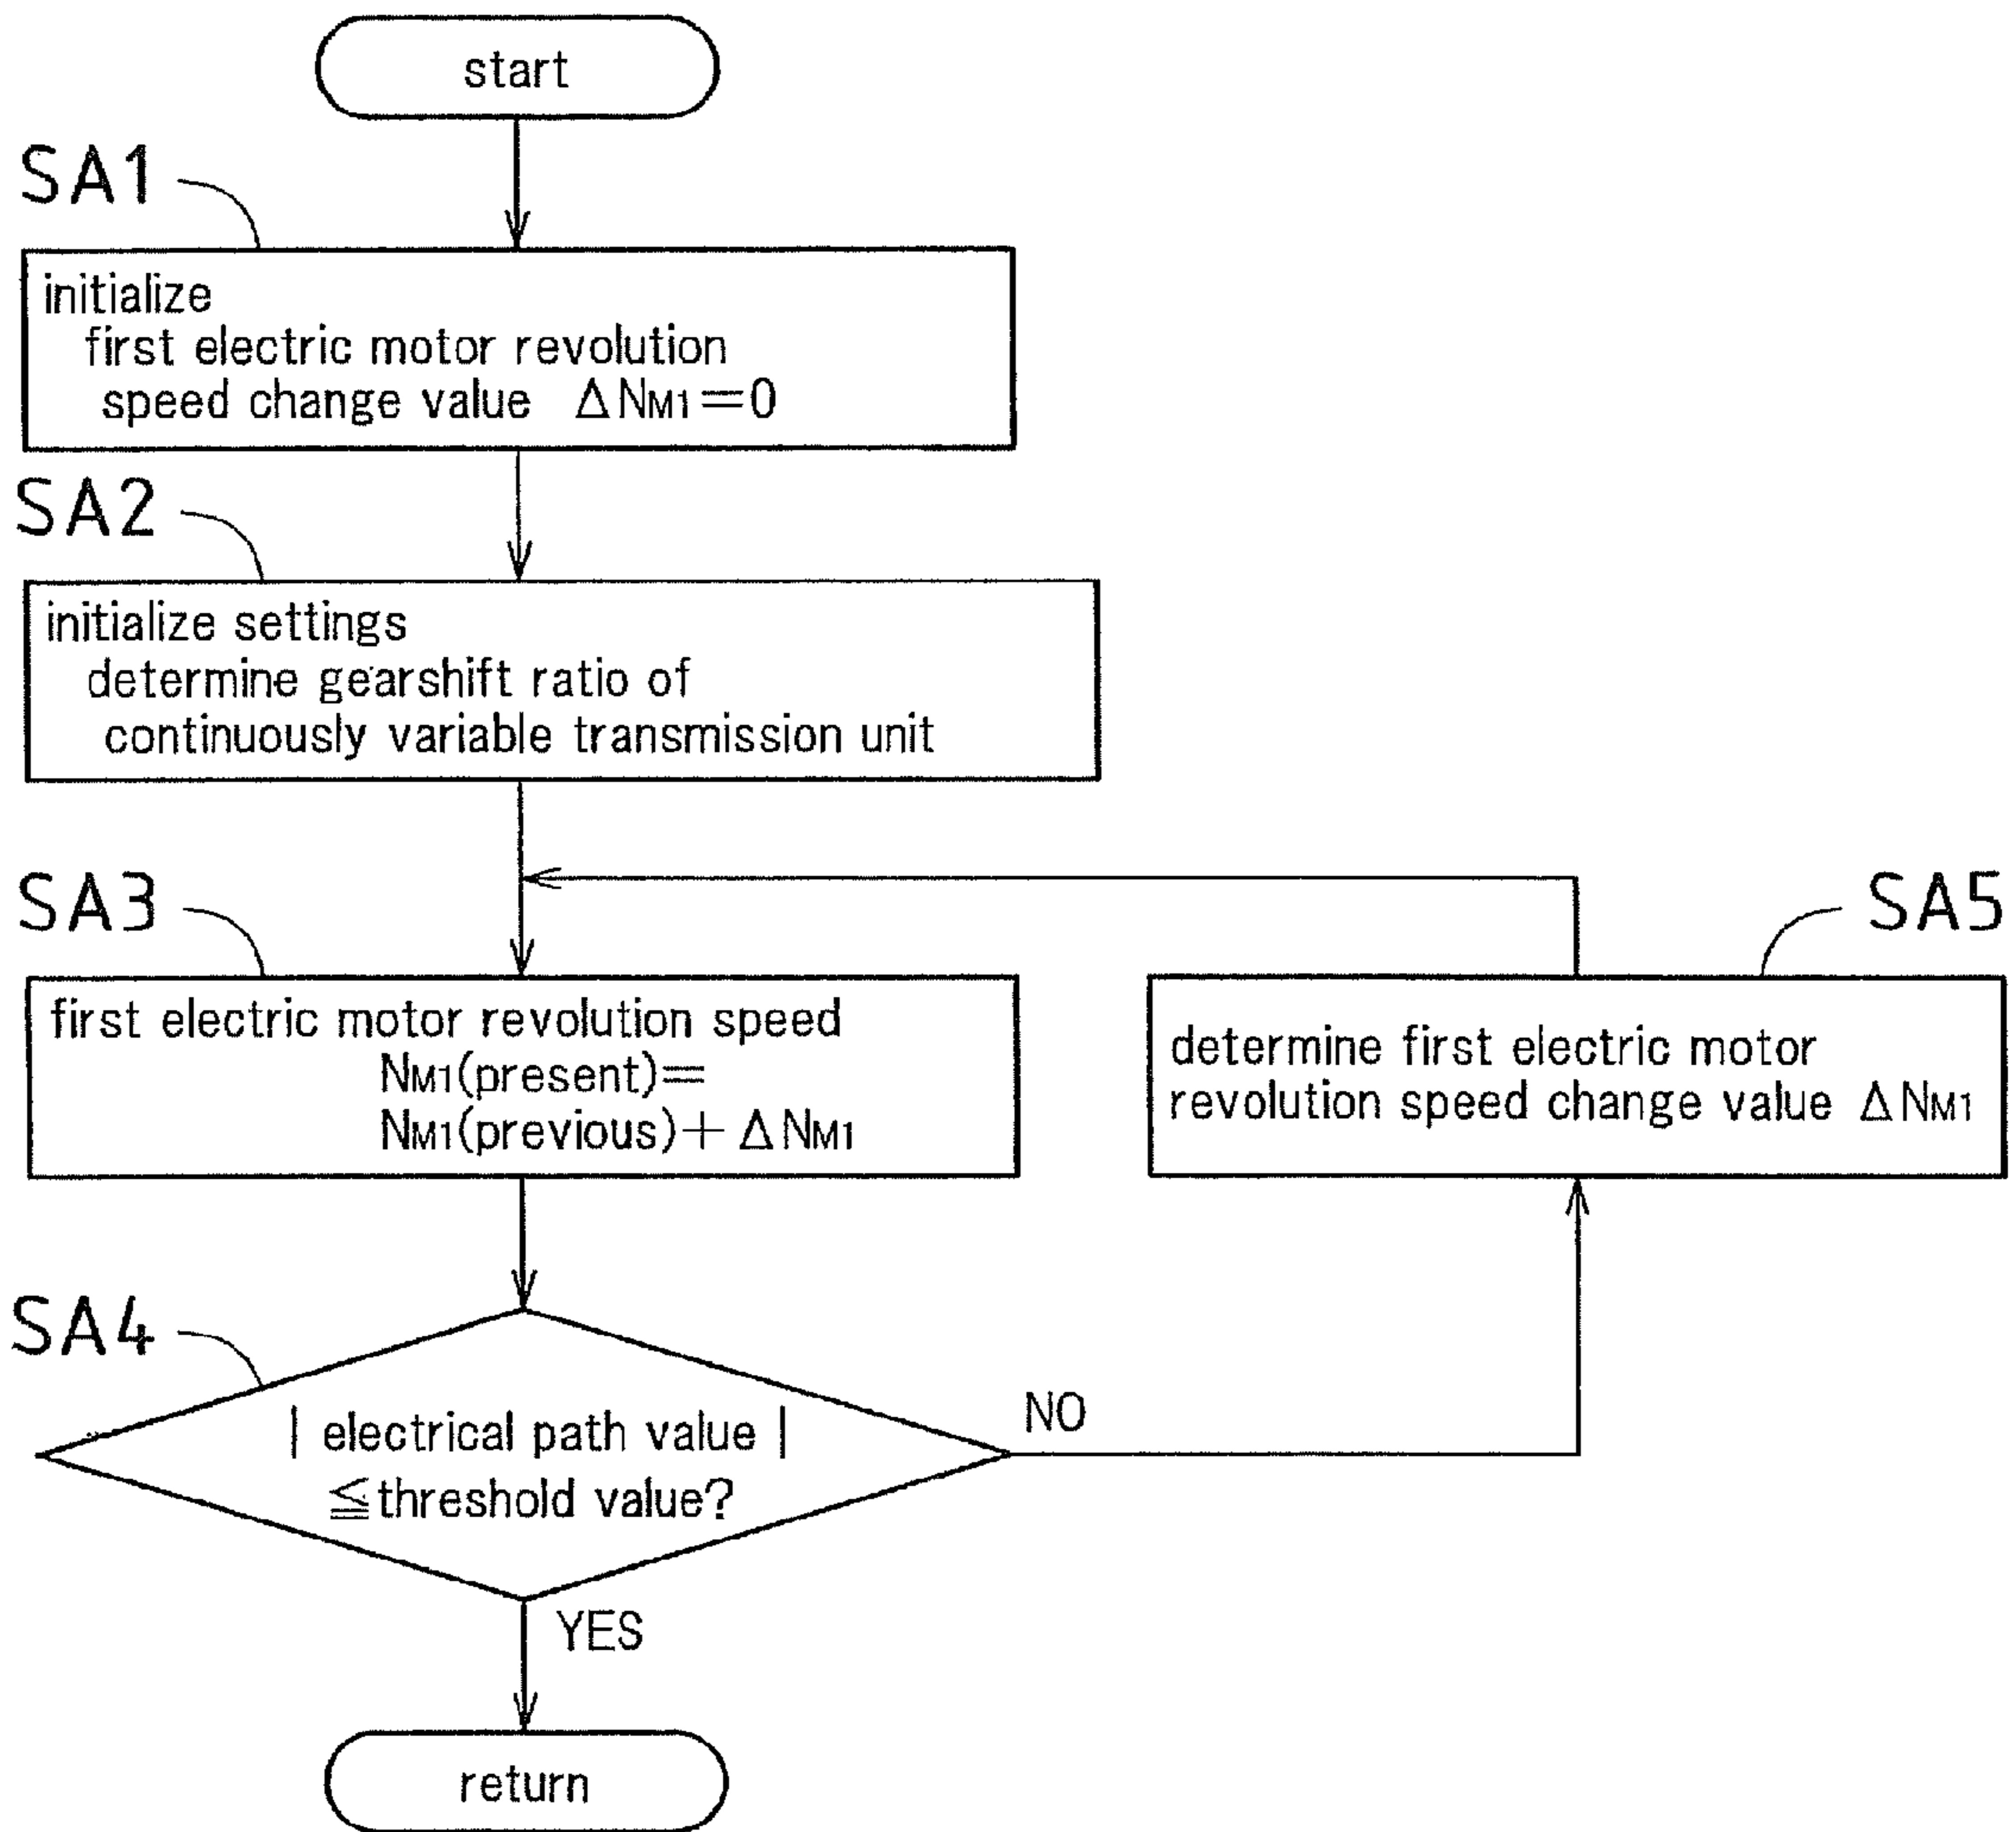 start
SA1
initialize
first electric motor revolution
speed change value ΔNM1=0
SA2
initialize settings
determine gearshift ratio of
continuously variable transmission unit
SA3
first electric motor revolution speed
NM1(present)=
NM1(previous)+ΔNM1
SA5
determine first electric motor
revolution speed change value ΔNM1
SA4
| electrical path value |
≦threshold value?
NO
YES
return